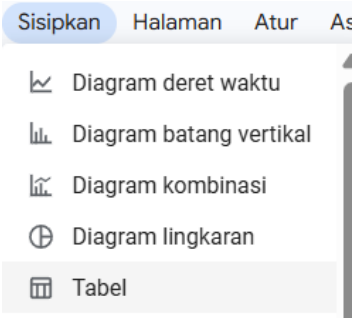 Sisipkan Halaman Atur As
Diagram deret waktu
Diagram batang vertikal
Diagram kombinasi
Diagram lingkaran
Tabel